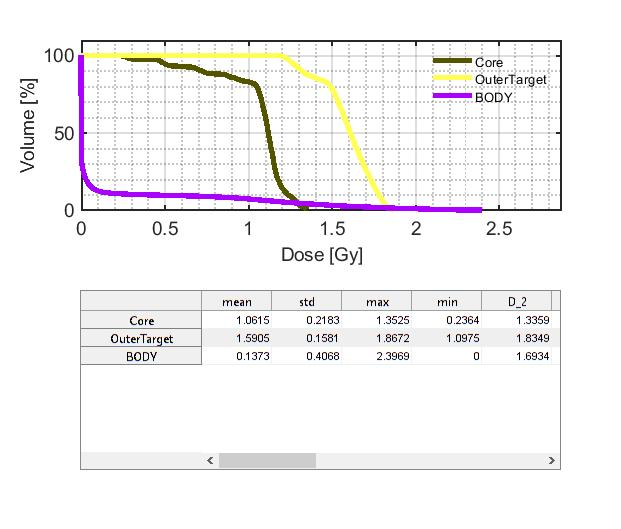 100
50
0
Volume [%]
0 0.5 1 1.5 2 2.5
Dose [Gy]
Core
OuterTarget
BODY
mean std max min D_2
Core 1.0615 0.2183 1.3525 0.2364 1.3359
OuterTarget 1.5905 0.1581 1.8672 1.0975 1.8349
BODY 0.1373 0.4068 2.3969 0 1.6934